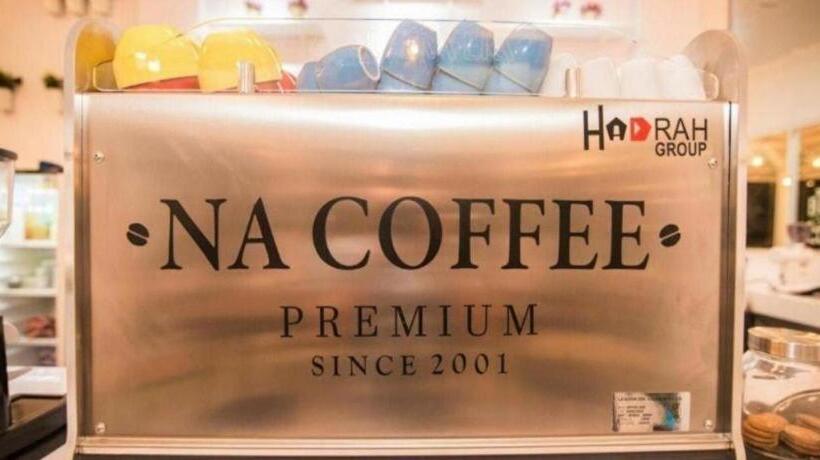 HADRAH
GROUP
NA COFFEE
PREMIUM
SINCE 2001